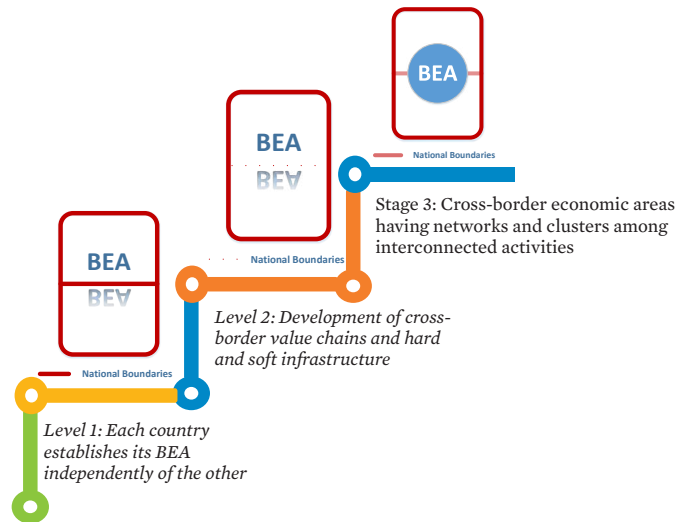 BEA
National Boundaries
Stage 3: Cross-border economic areas
having networks and clusters among
interconnected activities
BEA
BEA
National Boundaries
Level 2: Development of cross-
border value chains and hard
and soft infrastructure
BEA
BEA
National Boundaries
Level 1: Each country
establishes its BEA
independently of the other